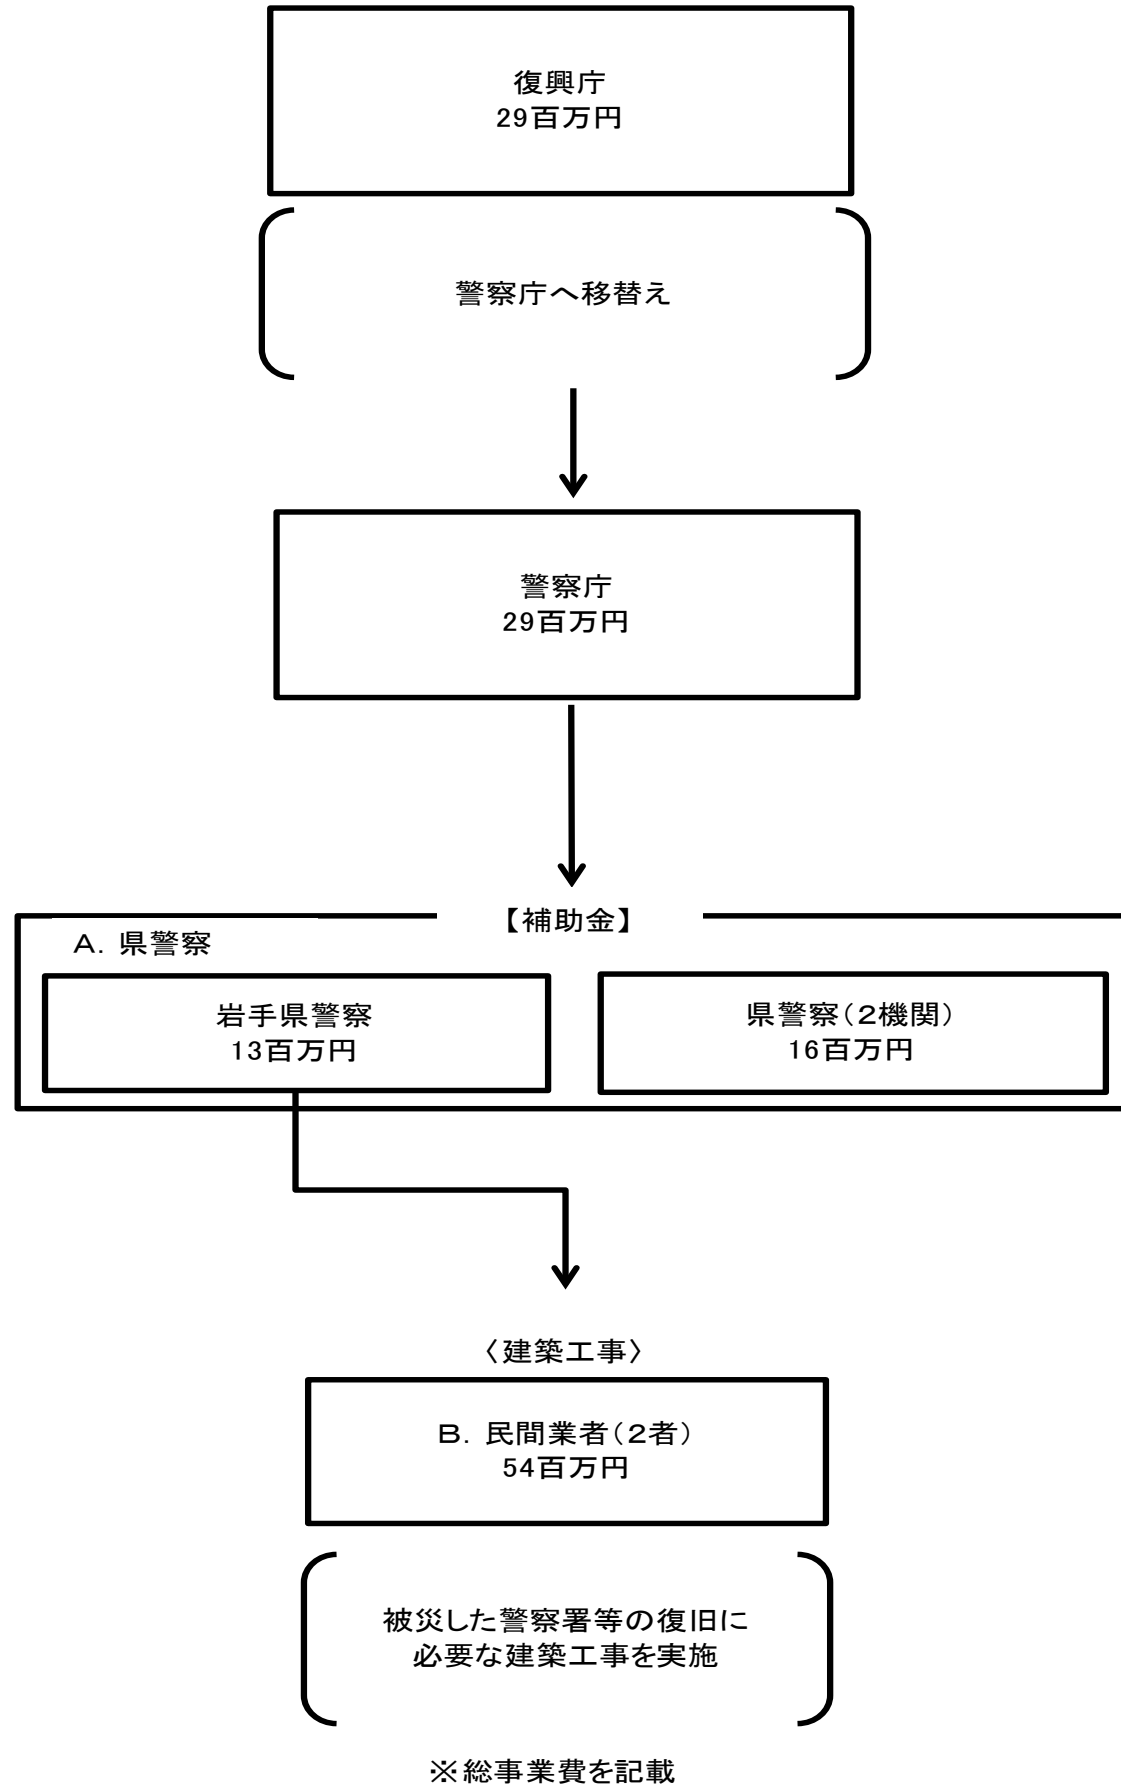 復興庁
29百万円
警察庁へ移替え
警察庁
29百万円
【補助金】
A．県警察
岩手県警察
13百万円
県警察（2機関）
16百万円
〈建築工事〉
B．民間業者（2者）
54百万円
被災した警察署等の復旧に
必要な建築工事を実施
※総事業費を記載